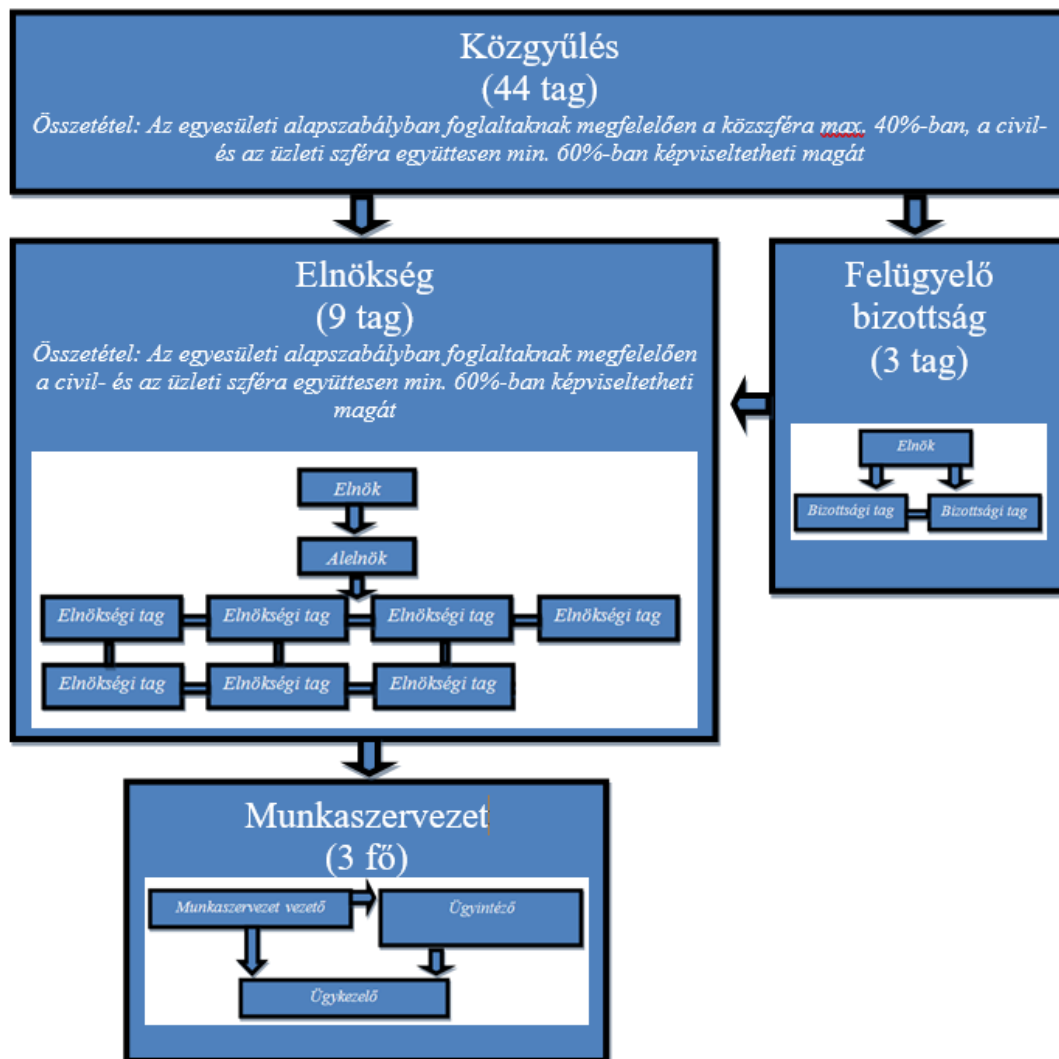 Közgyűlés
(44 tag)
Összetétel: Az egyesületi alapszabályban foglaltaknak megfelelően a közszféra max. 40%-ban, a civil-
és az üzleti szféra együttesen min. 60%-ban képviseltetheti magát
Elnökség
(9 tag)
Összetétel: Az egyesületi alapszabályban foglaltaknak megfelelően
a civil- és az üzleti szféra együttesen min. 60%-ban képviseltetheti
magát
Elnök
Alelnök
Elnökségi tag
Elnökségi tag
Elnökségi tag
Elnökségi tag
Elnökségi tag
Elnökségi tag
Elnökségi tag
Felügyelő
bizottság
(3 tag)
Elnök
Bizottsági tag
Bizottsági tag
Munkaszervezet
(3 fő)
Munkaszervezet vezető
Ügyintéző
Ügykezelő